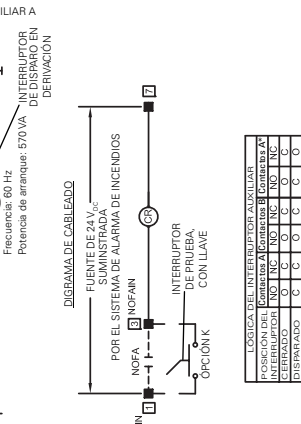 ILIAR A
Frecuencia: 60 Hz
Potencia de arranque: 570 VA
INTERRUPTOR
DE DISPARO EN
DERIVACIÓN
DIGRAMA DE CABLEADO
FUENTE DE 24 VDC
SUMINSTRADA
POR EL SISTEMA DE ALARMA DE INCENDIOS
IN
1
NOFA
3 NOFAIN
CR
7
INTERRUPTOR
DE PRUEBA,
CON LLAVE
OPCIÓN K
LÓGICA DEL INTERRUPTOR AUXILIAR
POSICIÓN DEL INTERRUPTOR Contactos A Contactos B Contactos A*
NO NC NO NC NO NC
CERRADO C O C O O C
DISPARADO O C O C C O